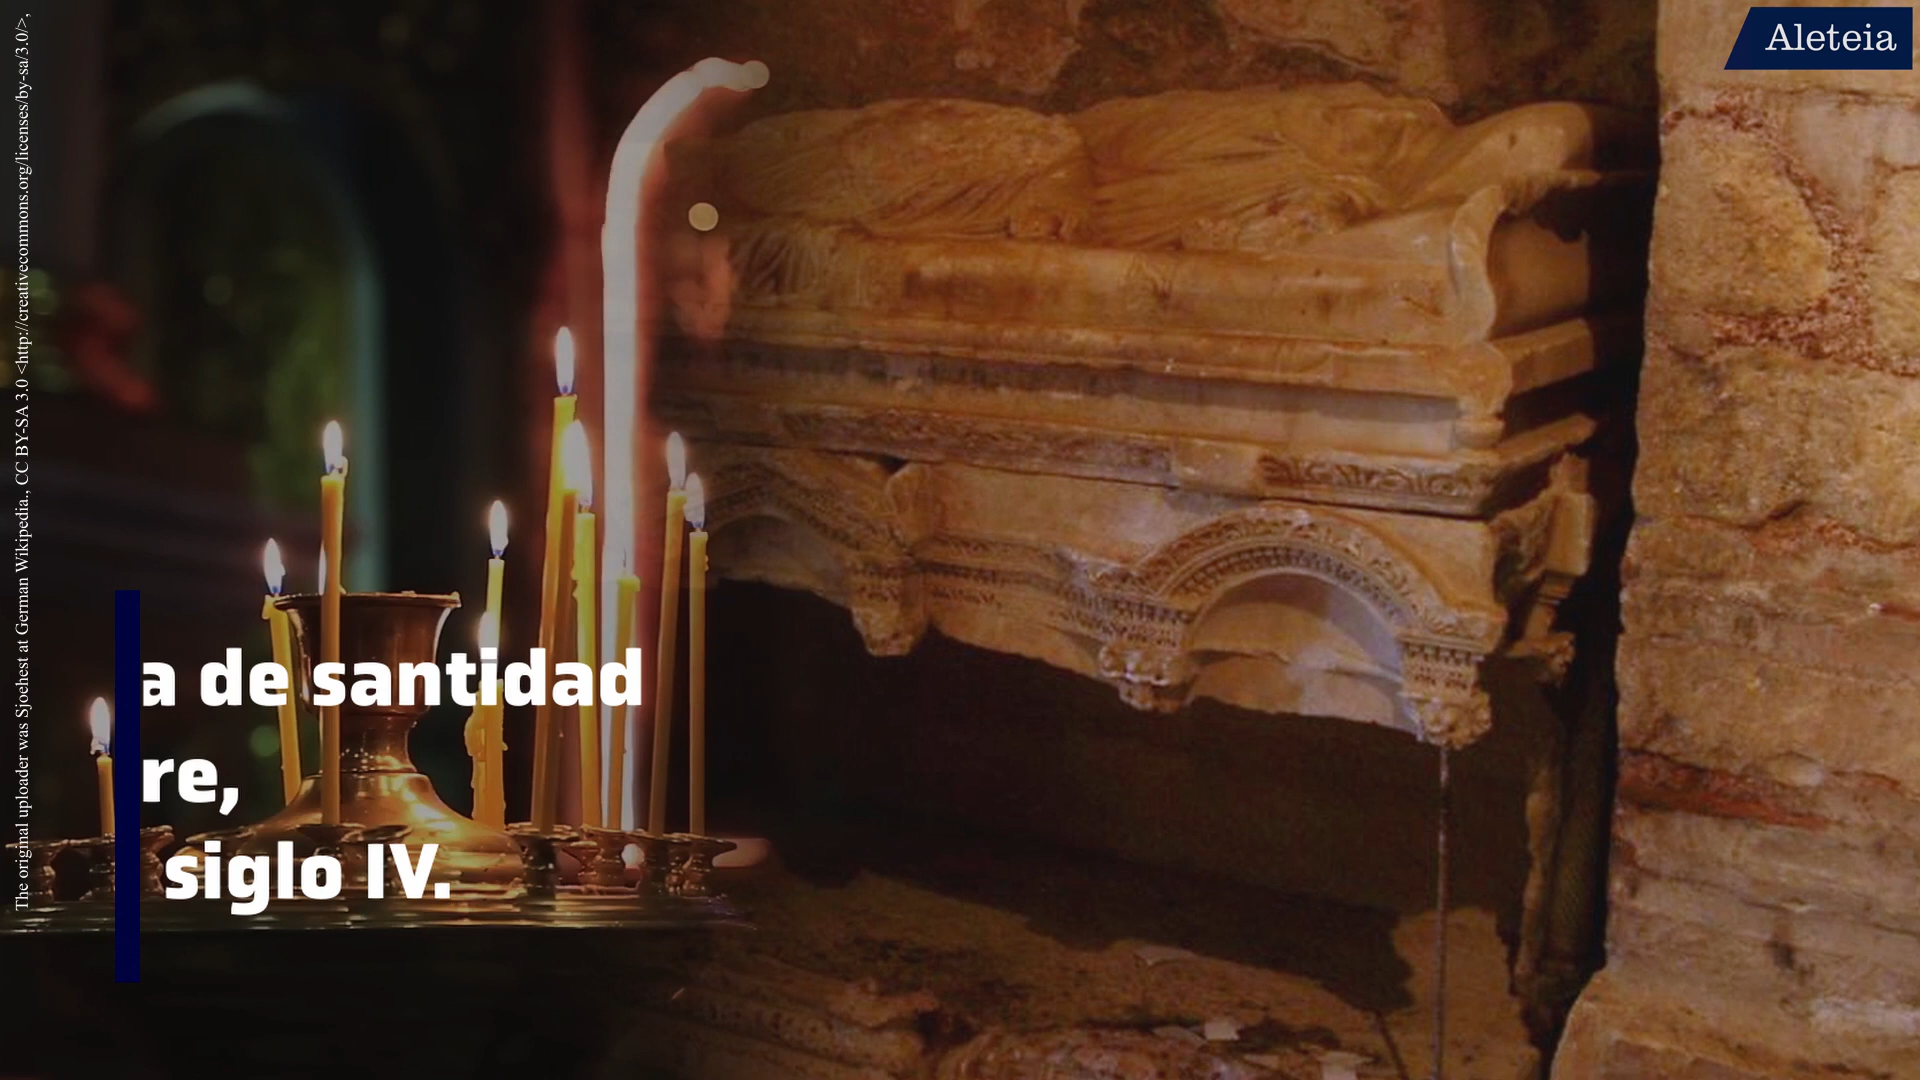 Aleteia
The original uploader was Sjoehest at German Wikipedia., CC BY-SA 3.0 <http://creativecommons.org/licenses/by-sa/3.0/>,
a de santidad
re,
siglo IV.